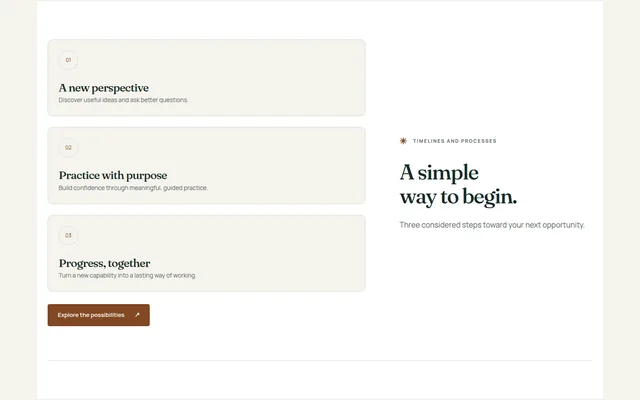 01
A new perspective
Discover useful ideas and ask better questions.
02
Practice with purpose
Build confidence through meaningful, guided practice.
03
Progress, together
Turn a new capability into a lasting way of working.
Explore the possibilities ↗
TIMELINES AND PROCESSES
A simple
way to begin.
Three considered steps toward your next opportunity.